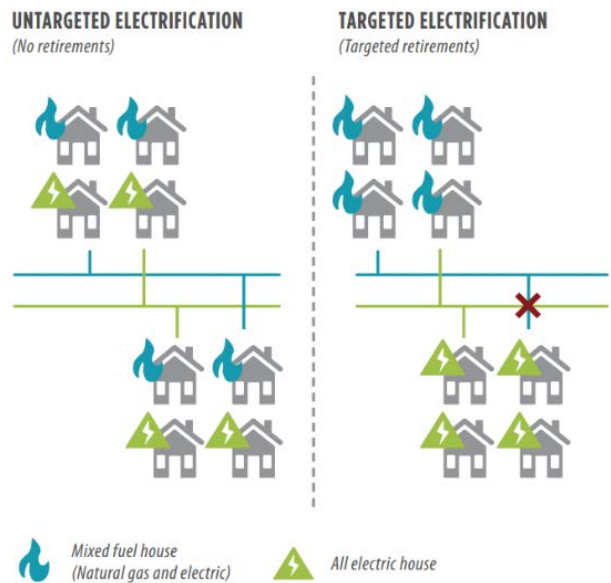 UNTARGETED ELECTRIFICATION
(No retirements)
TARGETED ELECTRIFICATION
(Targeted retirements)
Mixed fuel house
(Natural gas and electric)
All electric house